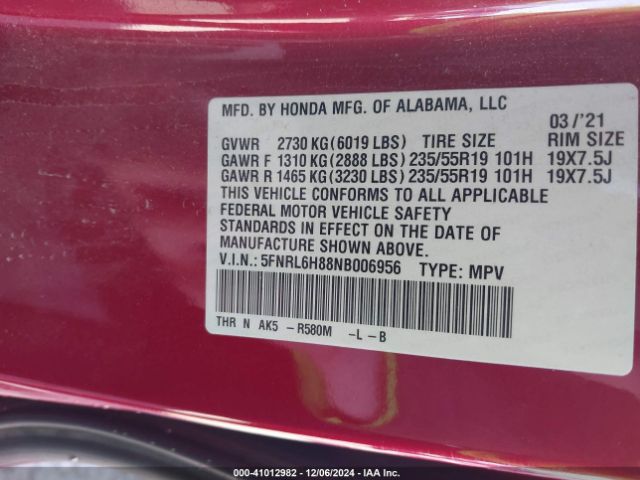 MFD. BY HONDA MFG. OF ALABAMA, LLC
03/'21
GVWR 2730 KG (6019 LBS) TIRE SIZE RIM SIZE
GAWR F 1310 KG (2888 LBS) 235/55R19 101H 19X7.5J
GAWR R 1465 KG (3230 LBS) 235/55R19 101H 19X7.5J
THIS VEHICLE CONFORMS TO ALL APPLICABLE
FEDERAL MOTOR VEHICLE SAFETY
STANDARDS IN EFFECT ON THE DATE OF
MANUFACTURE SHOWN ABOVE.
V.I.N.: 5FNRL6H88NB006956 TYPE: MPV
THR N AK5 -R580M -L-B
000-41012982 | 12/06/2024 | IAA Inc.